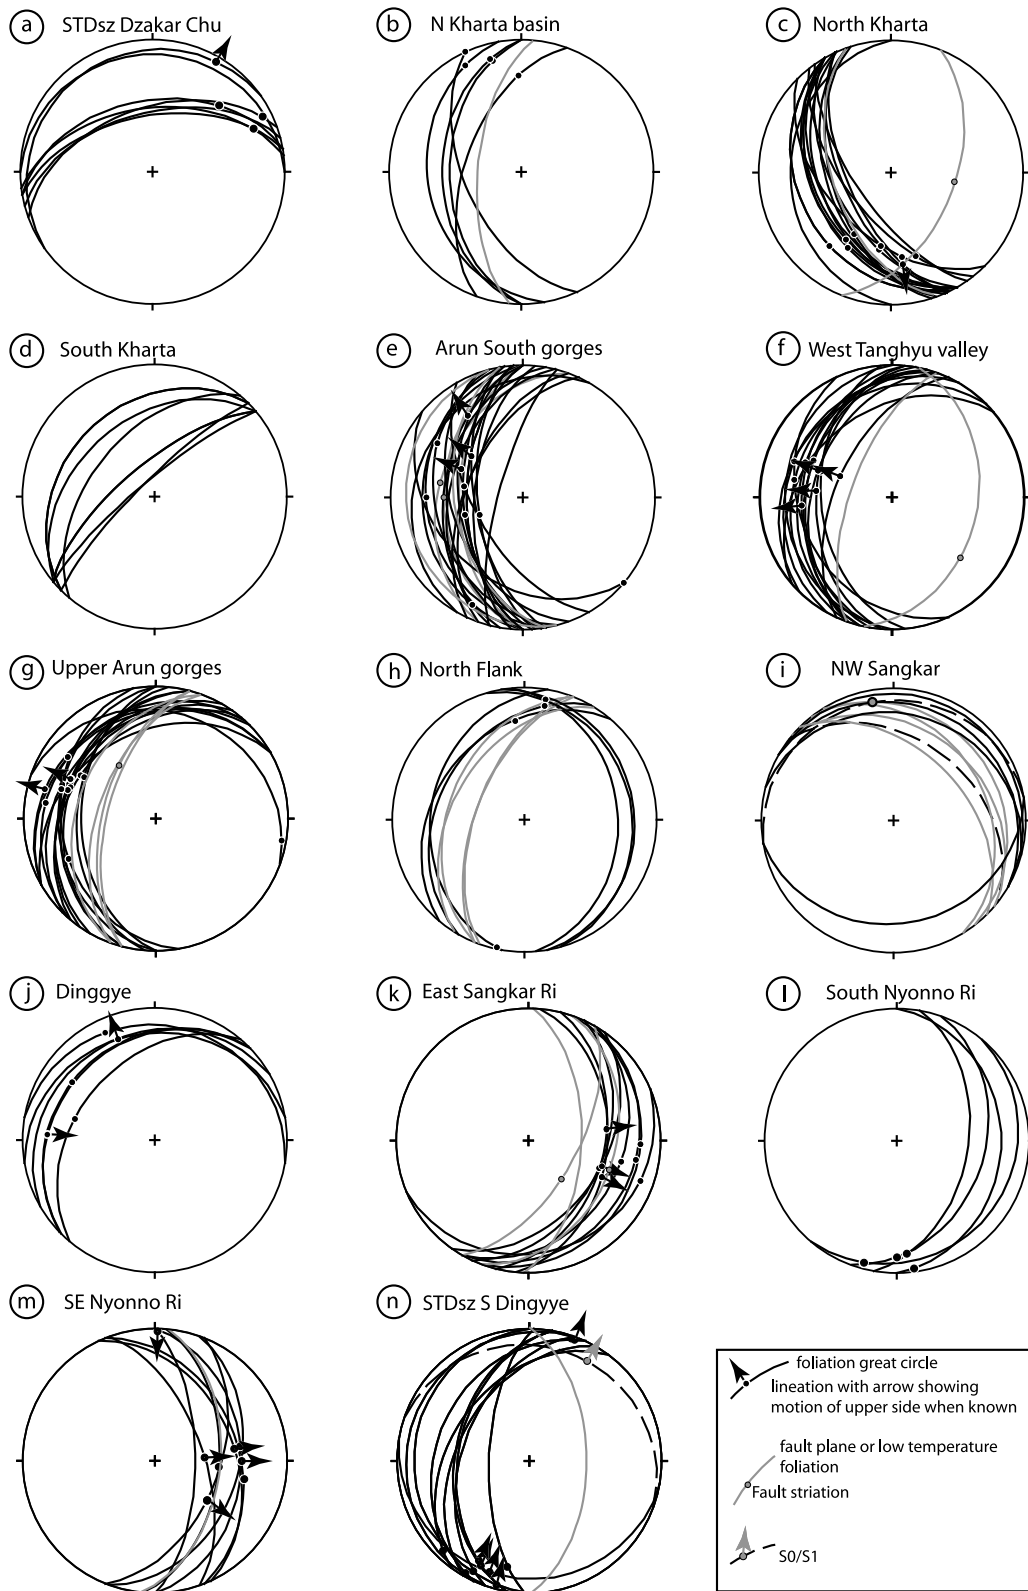 a STDsz Dzakar Chu
b N Kharta basin
c North Kharta
d South Kharta
e Arun South gorges
f West Tanghyu valley
g Upper Arun gorges
h North Flank
i NW Sangkar
j Dinggye
k East Sangkar Ri
l South Nyonno Ri
m SE Nyonno Ri
n STDsz S Dingyye
foliation great circle
lineation with arrow showing
motion of upper side when known
fault plane or low temperature
foliation
Fault striation
S0/S1